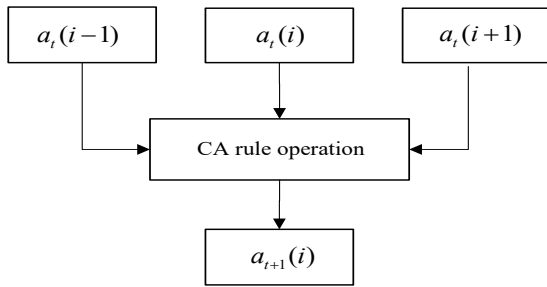 a_t(i−1) a_t(i) a_t(i+1)
CA rule operation
a_{t+1}(i)